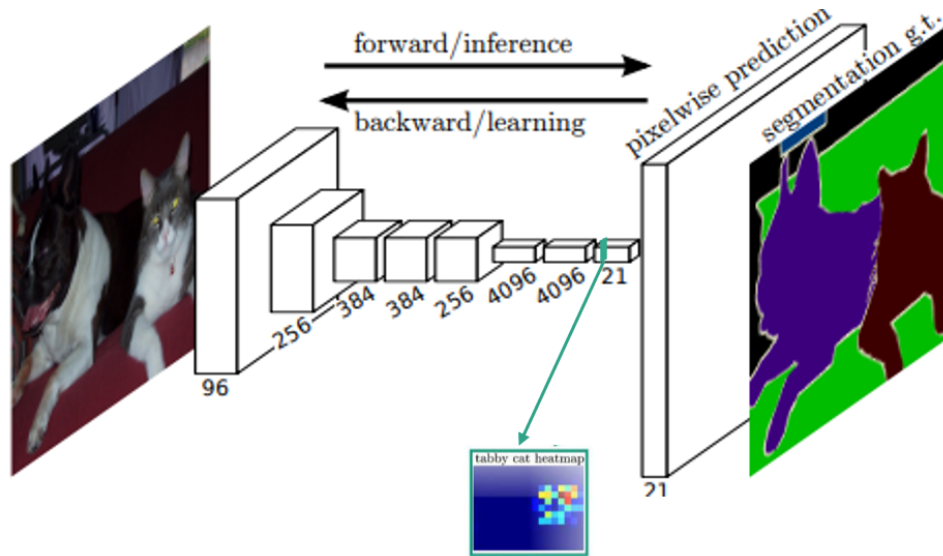 forward/inference
backward/learning
pixelwise prediction
segmentation g.t.
96
256
384
384
256
4096
4096
21
21
tabby cat heatmap